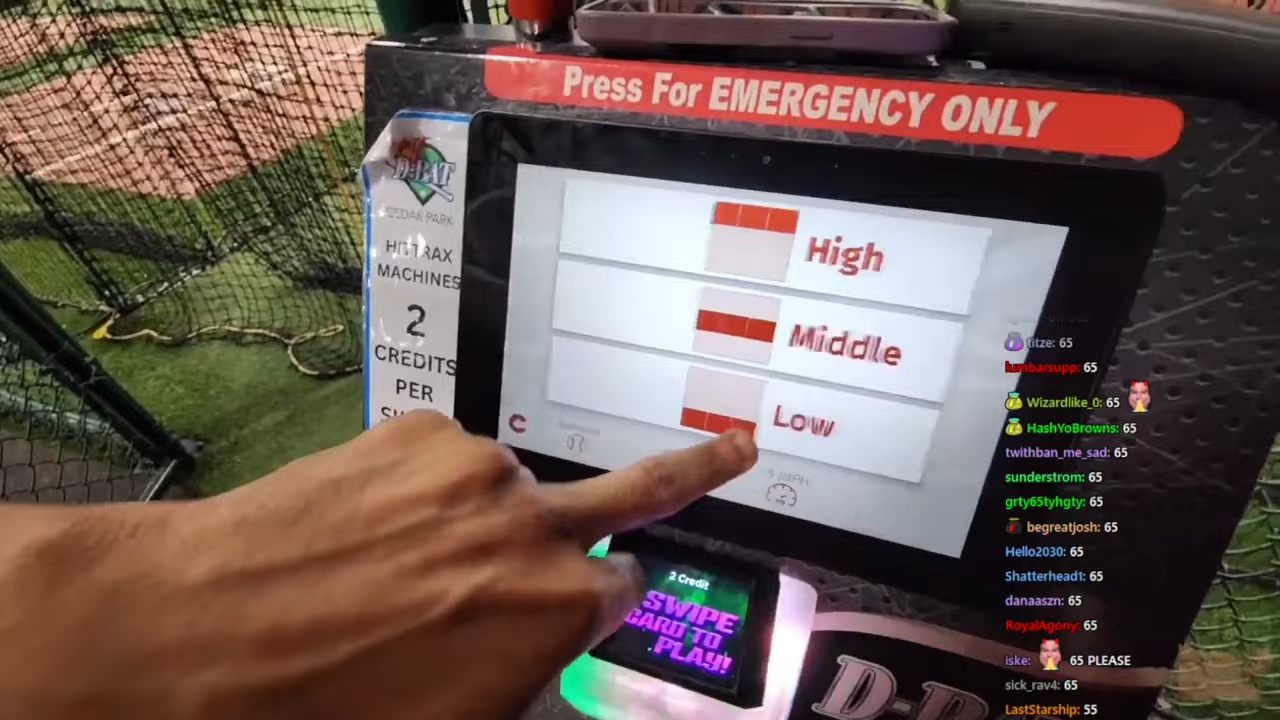 Press For EMERGENCY ONLY
D-BAT
CEDAR PARK
HITTRAX
MACHINES
2
CREDITS
PER
High
Middle
Low
C
2 Credit
SWIPE
CARD TO
PLAY!
titze: 65
lumbarsupp: 65
Wizardlike_0: 65
HashYoBrowns: 65
twithban_me_sad: 65
sunderstrom: 65
grty65tyhgty: 65
begreatjosh: 65
Hello2030: 65
Shatterhead1: 65
danaaszn: 65
RoyalAgony: 65
iske: 65 PLEASE
sick_rav4: 65
LastStarship: 55